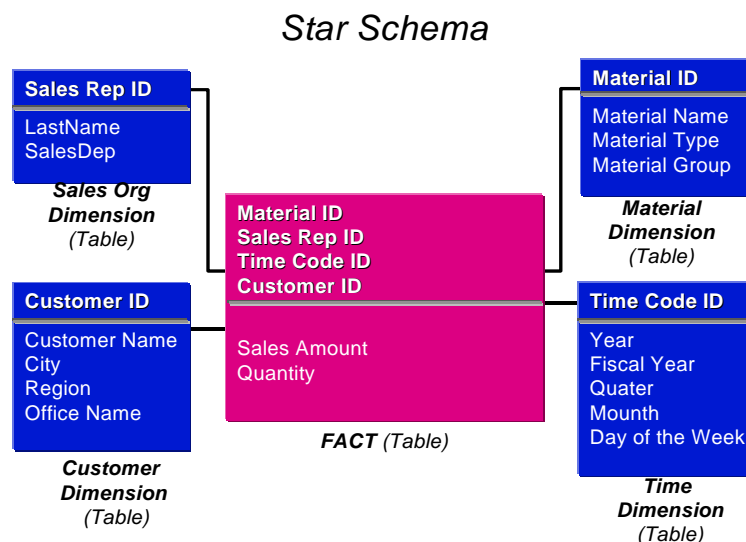 Star Schema
Sales Rep ID
LastName
SalesDep
Sales Org
Dimension
(Table)
Material ID
Material Name
Material Type
Material Group
Material
Dimension
(Table)
Material ID
Sales Rep ID
Time Code ID
Customer ID
Sales Amount
Quantity
FACT (Table)
Customer ID
Customer Name
City
Region
Office Name
Customer
Dimension
(Table)
Time Code ID
Year
Fiscal Year
Quater
Mounth
Day of the Week
Time
Dimension
(Table)